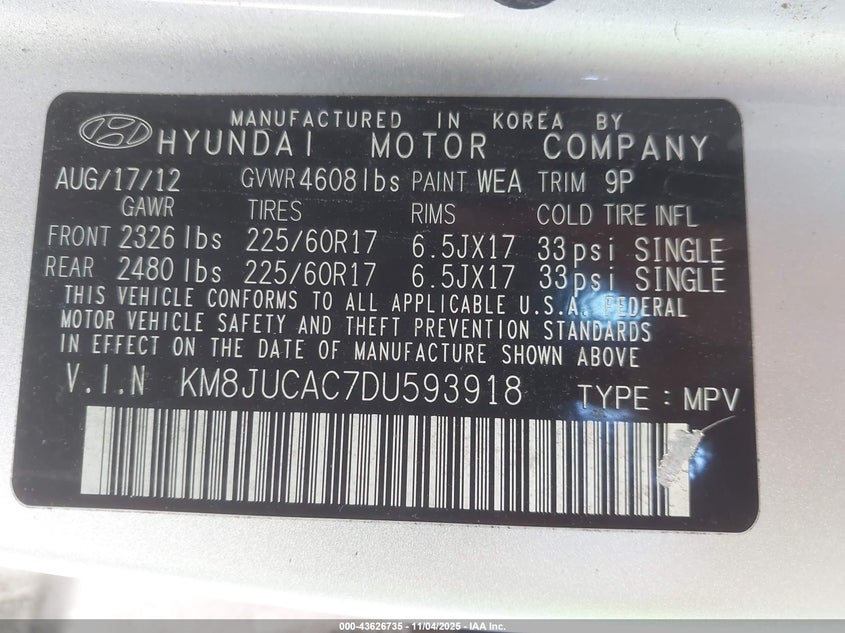 MANUFACTURED IN KOREA BY
HYUNDAI MOTOR COMPANY
AUG/17/12 GVWR 4608lbs PAINT WEA TRIM 9P
GAWR TIRES RIMS COLD TIRE INFL
FRONT 2326 lbs 225/60R17 6.5JX17 33psi SINGLE
REAR 2480 lbs 225/60R17 6.5JX17 33psi SINGLE
THIS VEHICLE CONFORMS TO ALL APPLICABLE U.S.A. FEDERAL
MOTOR VEHICLE SAFETY AND THEFT PREVENTION STANDARDS
IN EFFECT ON THE DATE OF MANUFACTURE SHOWN ABOVE
V.I.N KM8JUCAC7DU593918 TYPE : MPV
000-43626735 - 11/04/2025 - IAA Inc.